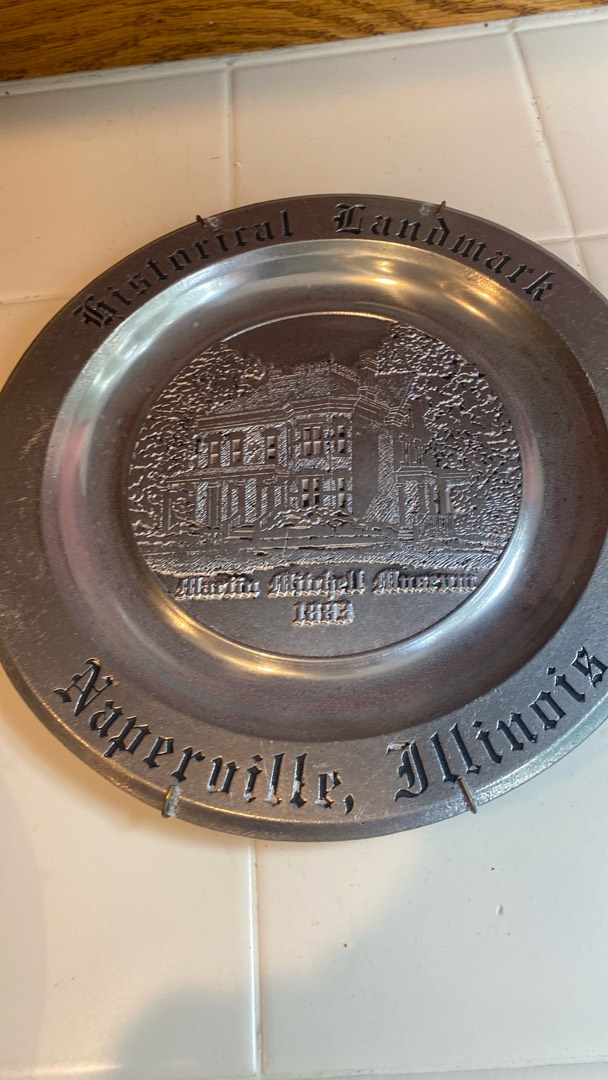 Historical Landmark
Martin Mitchell Museum
1883
Naperville, Illinois